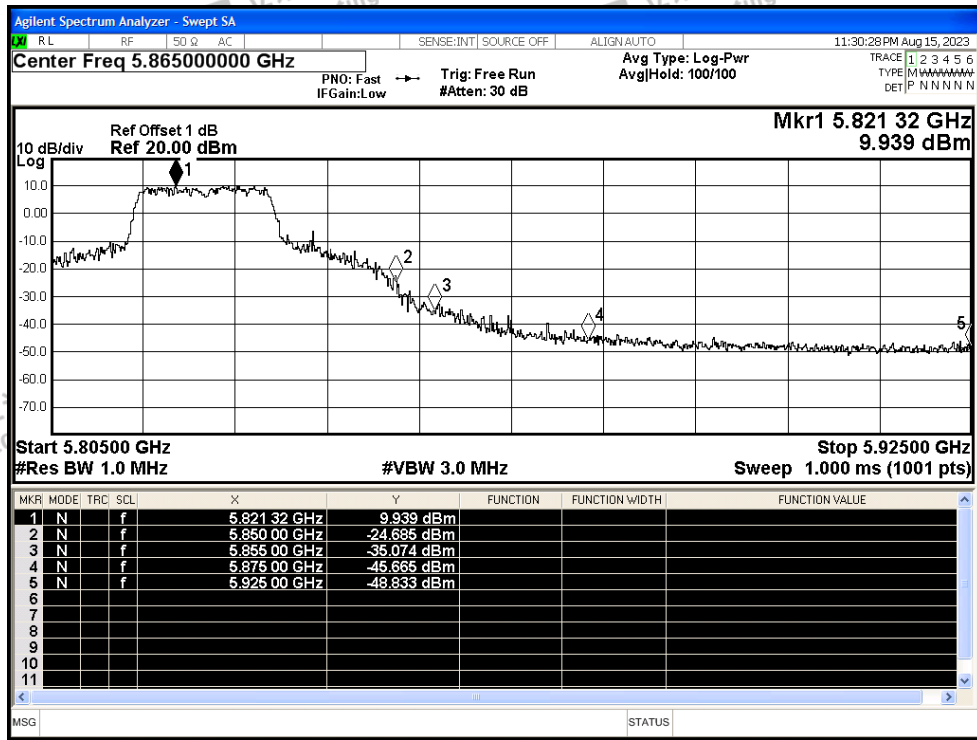 Agilent Spectrum Analyzer - Swept SA
LXI RL RF 50 Ω AC SENSE:INT SOURCE OFF ALIGN AUTO 11:30:28 PM Aug 15, 2023
Center Freq 5.865000000 GHz
PNO: Fast
IFGain:Low
Trig: Free Run
#Atten: 30 dB
Avg Type: Log-Pwr
Avg|Hold: 100/100
TRACE 1 2 3 4 5 6
TYPE M W W W W W
DET P N N N N N
Mkr1 5.821 32 GHz
9.939 dBm
Ref Offset 1 dB
10 dB/div Ref 20.00 dBm
Log
1
10.0
0.00
-10.0
2
-20.0
3
-30.0
4
5
-40.0
-50.0
-60.0
-70.0
Start 5.80500 GHz Stop 5.92500 GHz
#Res BW 1.0 MHz #VBW 3.0 MHz Sweep 1.000 ms (1001 pts)
MKR MODE TRC SCL X Y FUNCTION FUNCTION WIDTH FUNCTION VALUE
1 N f 5.821 32 GHz 9.939 dBm
2 N f 5.850 00 GHz -24.685 dBm
3 N f 5.855 00 GHz -35.074 dBm
4 N f 5.875 00 GHz -45.665 dBm
5 N f 5.925 00 GHz -48.833 dBm
6
7
8
9
10
11
MSG STATUS